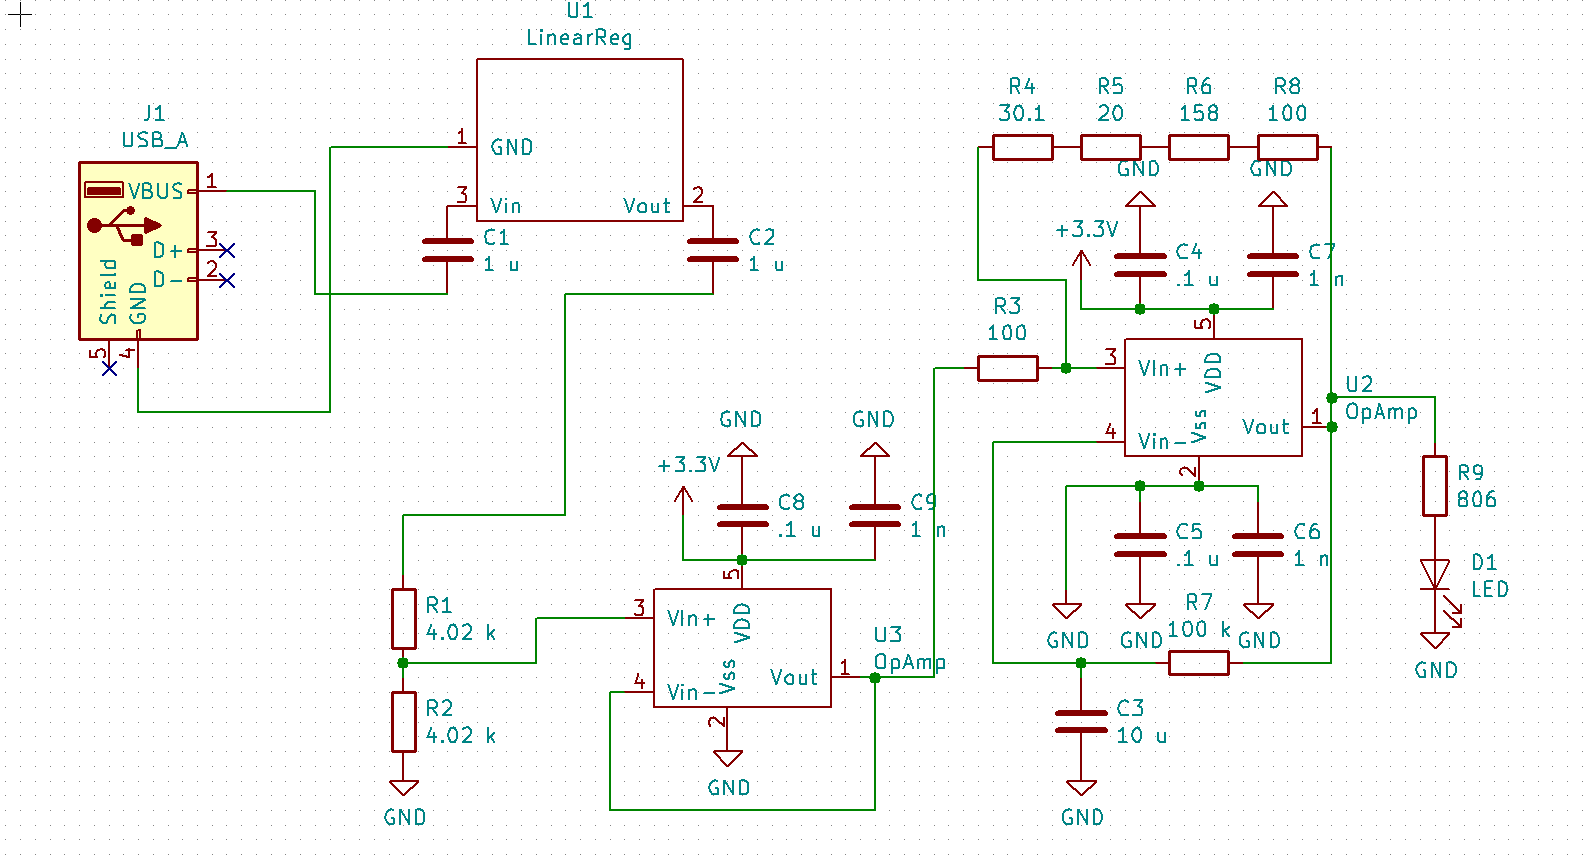 U1
LinearReg
1
GND
3
Vin
Vout
2
J1
USB_A
VBUS
1
D+
3
D-
2
Shield
GND
5
4
C1
1 u
C2
1 u
R4
30.1
R5
20
R6
158
R8
100
GND
GND
+3.3V
C4
.1 u
C7
1 n
R3
100
5
3
VIn+
VDD
4
Vin-
Vss
Vout
1
2
U2
OpAmp
R9
806
D1
LED
GND
C5
.1 u
C6
1 n
GND
GND
GND
R7
100 k
C3
10 u
GND
GND
GND
+3.3V
C8
.1 u
C9
1 n
5
3
VIn+
VDD
4
Vin-
Vss
Vout
1
2
U3
OpAmp
GND
R1
4.02 k
R2
4.02 k
GND